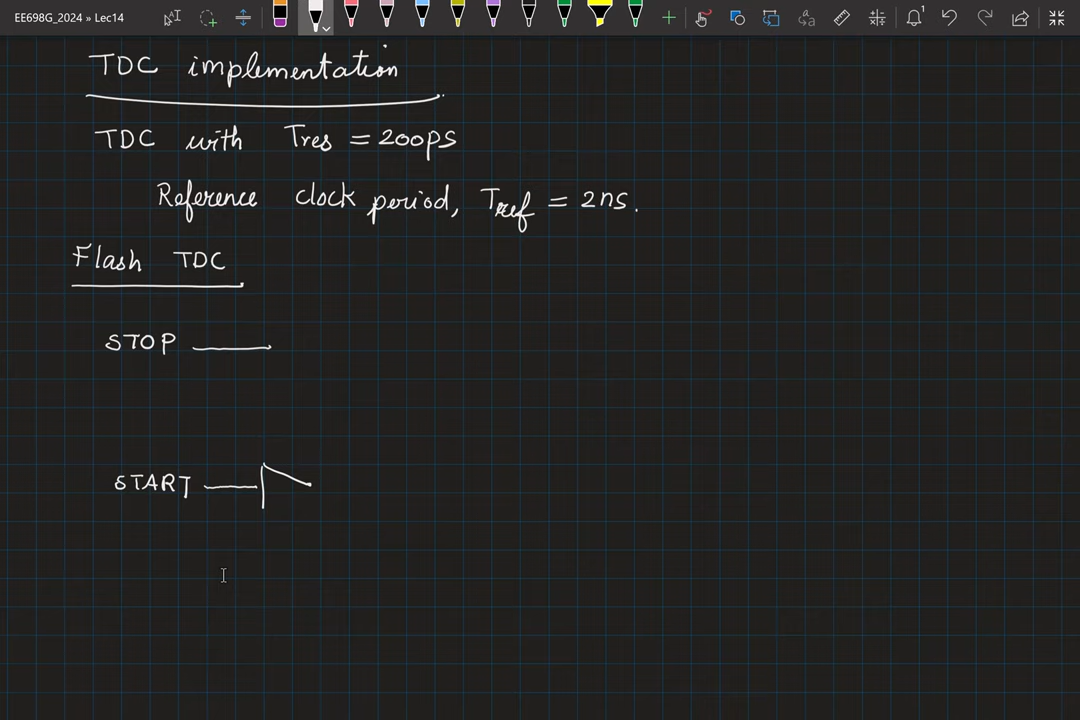 EE698G_2024 » Lec14
TDC implementation
TDC with Tres = 200ps
Reference clock period, Tref = 2ns.
Flash TDC
STOP
START